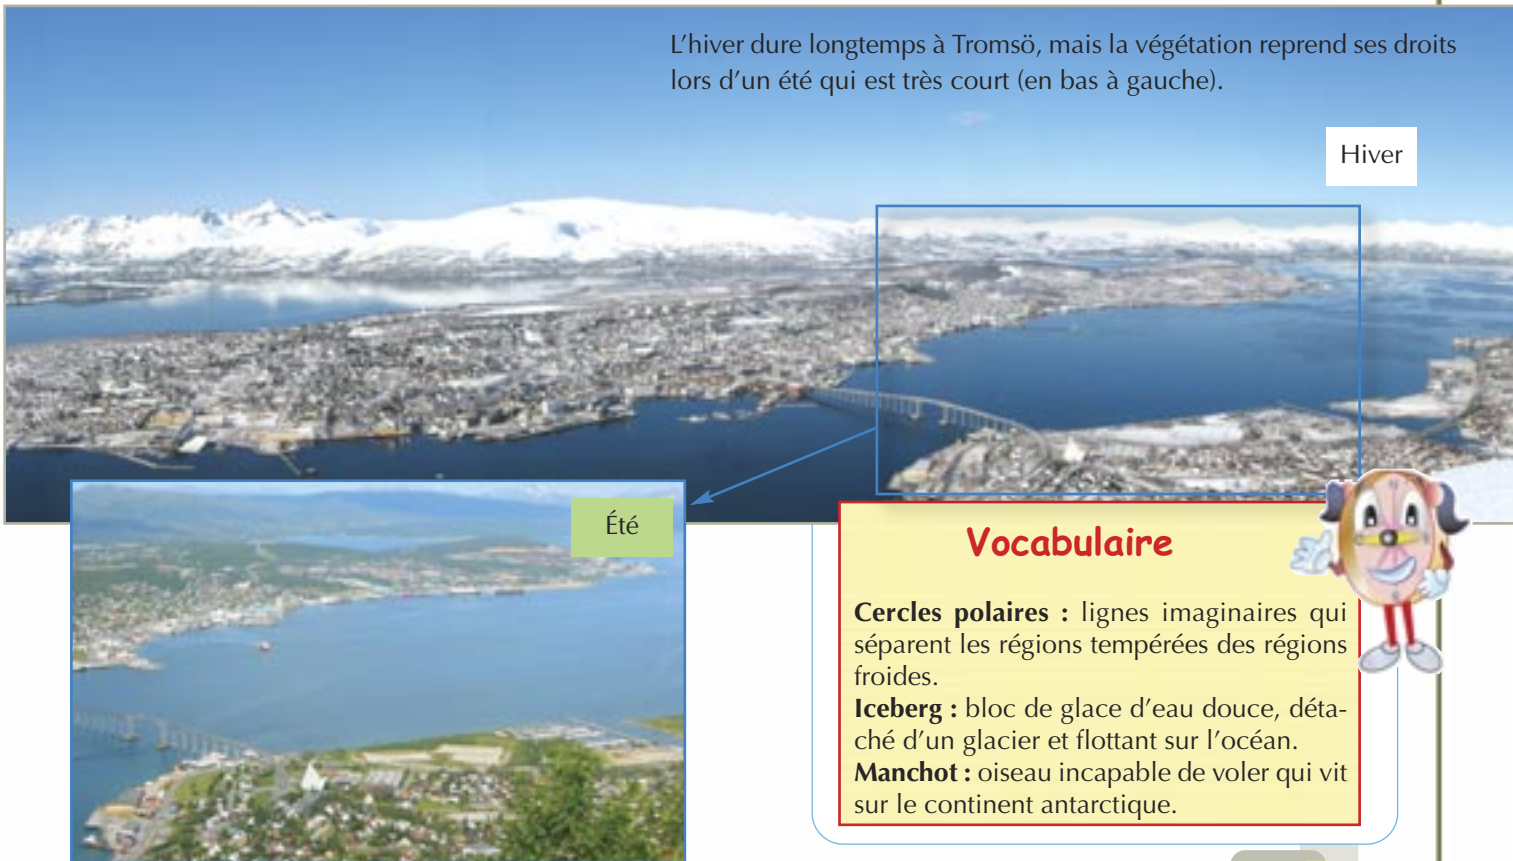 L'hiver dure longtemps à Tromsö, mais la végétation reprend ses droits
lors d'un été qui est très court (en bas à gauche).
Hiver
Été
Vocabulaire
Cercles polaires : lignes imaginaires qui
séparent les régions tempérées des régions
froides.
Iceberg : bloc de glace d'eau douce, déta-
ché d'un glacier et flottant sur l'océan.
Manchot : oiseau incapable de voler qui vit
sur le continent antarctique.